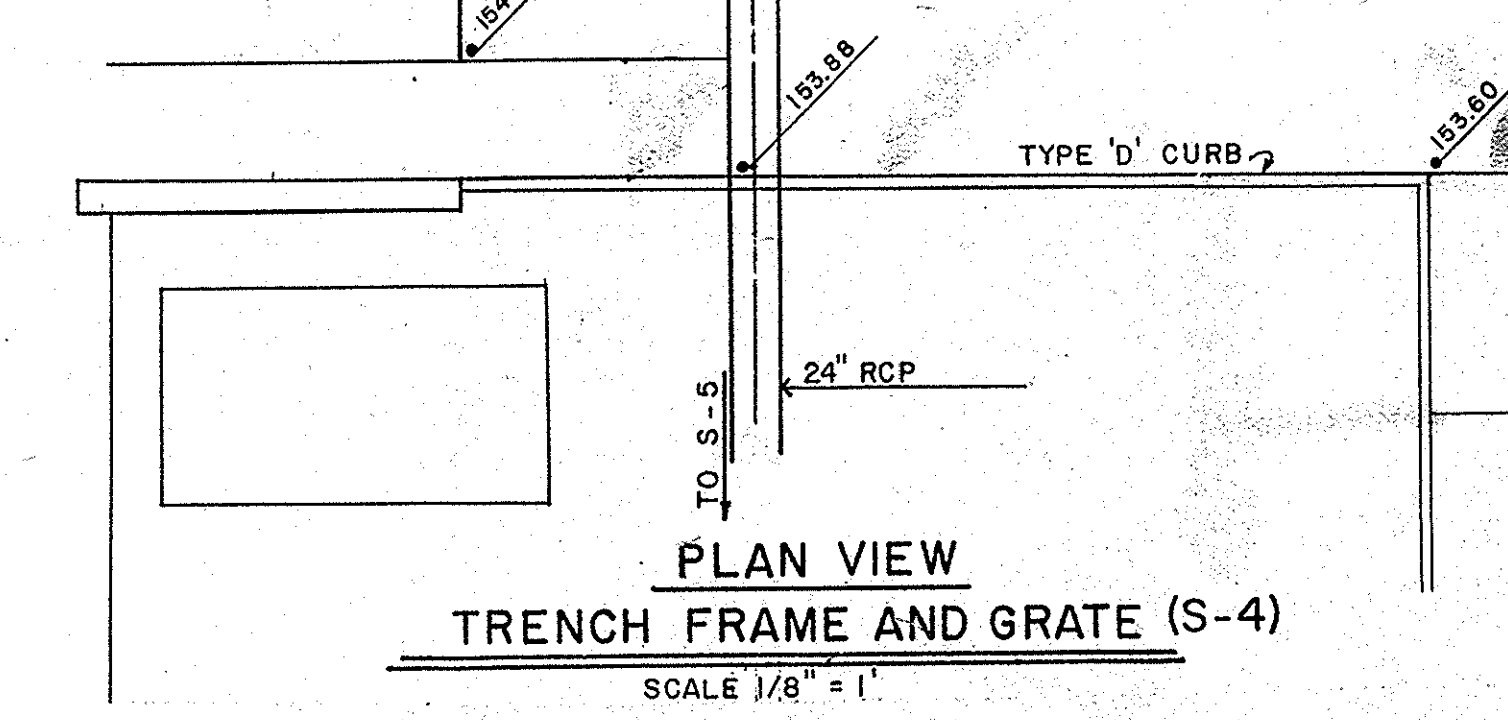 153.88
153.60
TYPE 'D' CURB
24" RCP
TO S-5
PLAN VIEW
TRENCH FRAME AND GRATE (S-4)
SCALE 1/8" = 1'